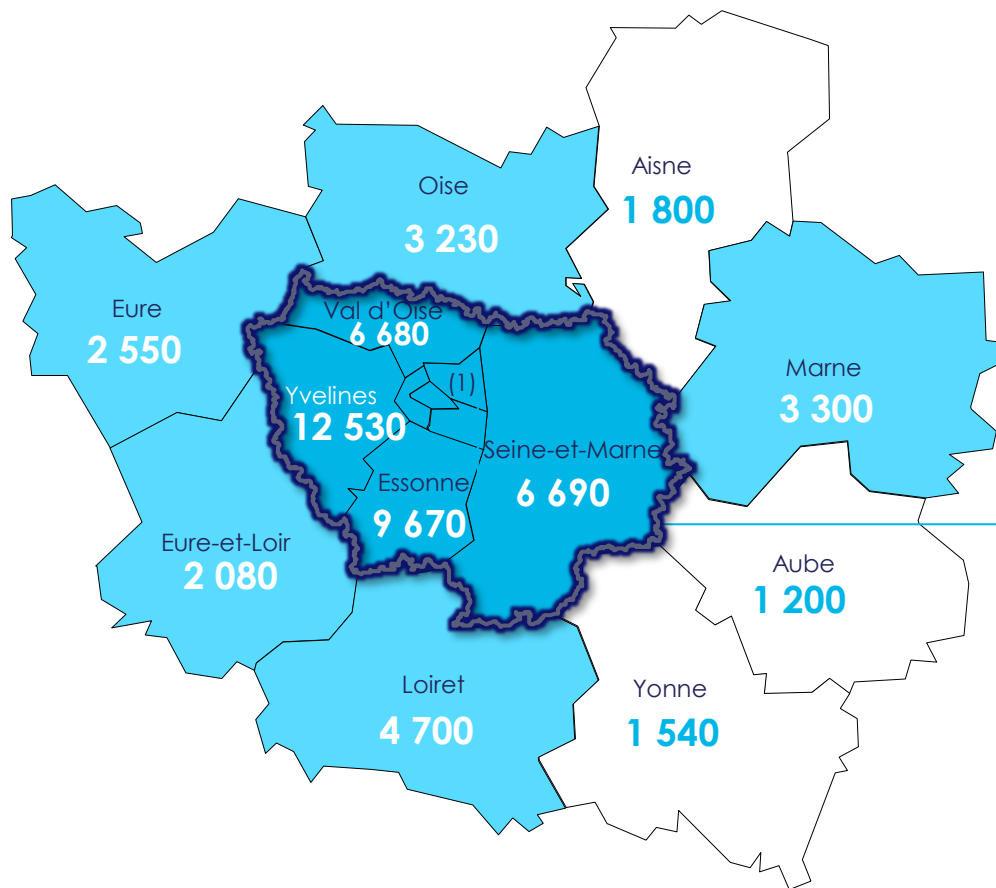 Aisne
1 800
Oise
3 230
Eure
2 550
Val d'Oise
6 680
Marne
3 300
(1)
Yvelines
12 530
Seine-et-Marne
6 690
Essonne
9 670
Eure-et-Loir
2 080
Aube
1 200
Loiret
4 700
Yonne
1 540